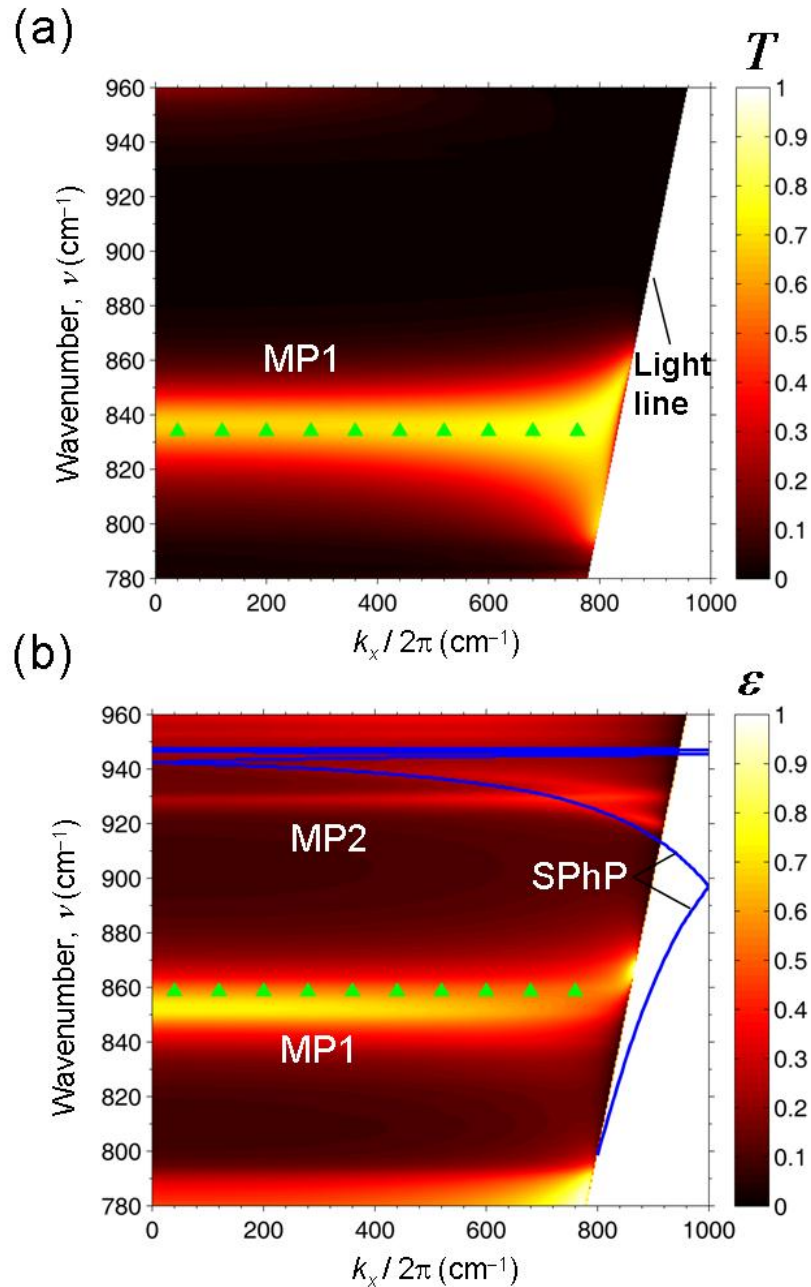 (a)
T
960
940
920
900
880
860
840
820
800
780
Wavenumber, ν (cm⁻¹)
MP1
Light
line
1
0.9
0.8
0.7
0.6
0.5
0.4
0.3
0.2
0.1
0
0 200 400 600 800 1000
kₓ / 2π (cm⁻¹)
(b)
ε
960
940
920
900
880
860
840
820
800
780
Wavenumber, ν (cm⁻¹)
MP2
SPhP
MP1
1
0.9
0.8
0.7
0.6
0.5
0.4
0.3
0.2
0.1
0
0 200 400 600 800 1000
kₓ / 2π (cm⁻¹)